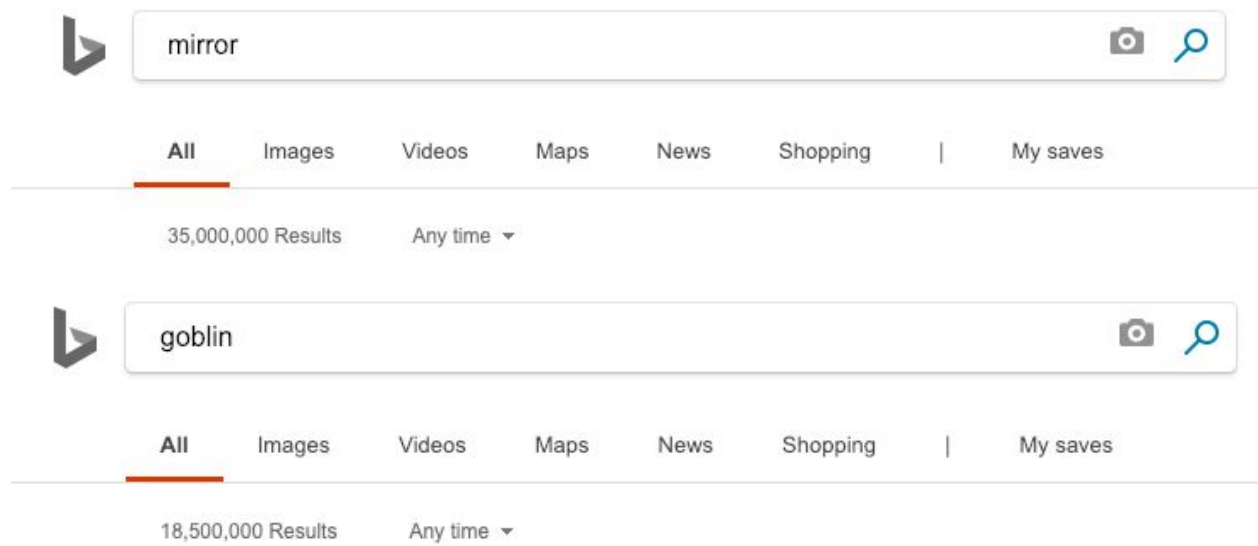 mirror
All Images Videos Maps News Shopping | My saves
35,000,000 Results Any time
goblin
All Images Videos Maps News Shopping | My saves
18,500,000 Results Any time